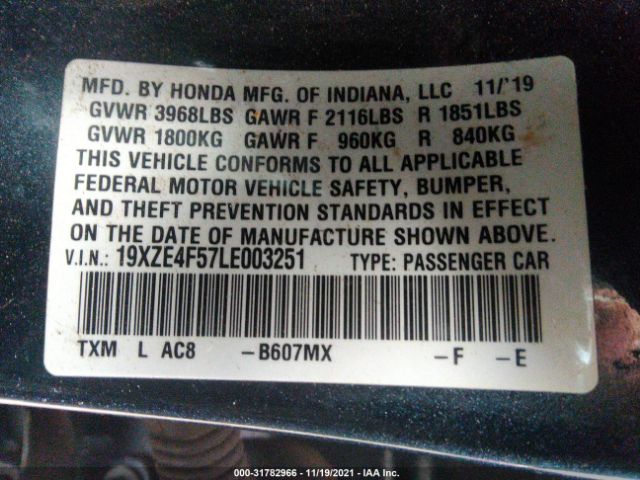 MFD. BY HONDA MFG. OF INDIANA, LLC 11/'19
GVWR 3968LBS GAWR F 2116LBS R 1851LBS
GVWR 1800KG GAWR F 960KG R 840KG
THIS VEHICLE CONFORMS TO ALL APPLICABLE
FEDERAL MOTOR VEHICLE SAFETY, BUMPER,
AND THEFT PREVENTION STANDARDS IN EFFECT
ON THE DATE OF MANUFACTURE SHOWN ABOVE.
V.I.N.: 19XZE4F57LE003251 TYPE: PASSENGER CAR
TXM L AC8 -B607MX -F -E
000-31782966 - 11/19/2021 - IAA Inc.